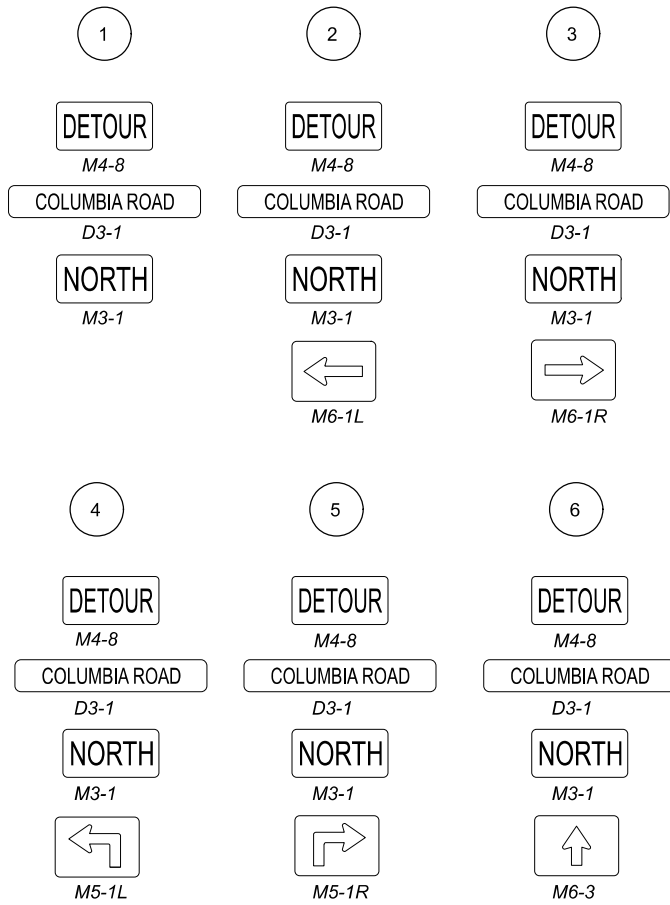 1
2
3
DETOUR
DETOUR
DETOUR
M4-8
M4-8
M4-8
COLUMBIA ROAD
COLUMBIA ROAD
COLUMBIA ROAD
D3-1
D3-1
D3-1
NORTH
NORTH
NORTH
M3-1
M3-1
M3-1
M6-1L
M6-1R
4
5
6
DETOUR
DETOUR
DETOUR
M4-8
M4-8
M4-8
COLUMBIA ROAD
COLUMBIA ROAD
COLUMBIA ROAD
D3-1
D3-1
D3-1
NORTH
NORTH
NORTH
M3-1
M3-1
M3-1
M5-1L
M5-1R
M6-3